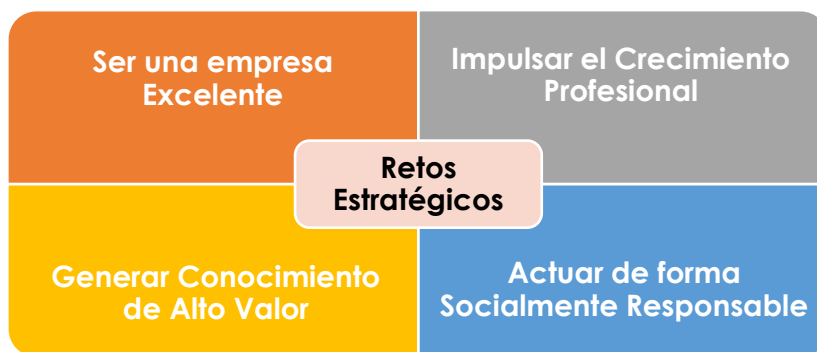 Ser una empresa
Excelente
Impulsar el Crecimiento
Profesional
Retos
Estratégicos
Generar Conocimiento
de Alto Valor
Actuar de forma
Socialmente Responsable